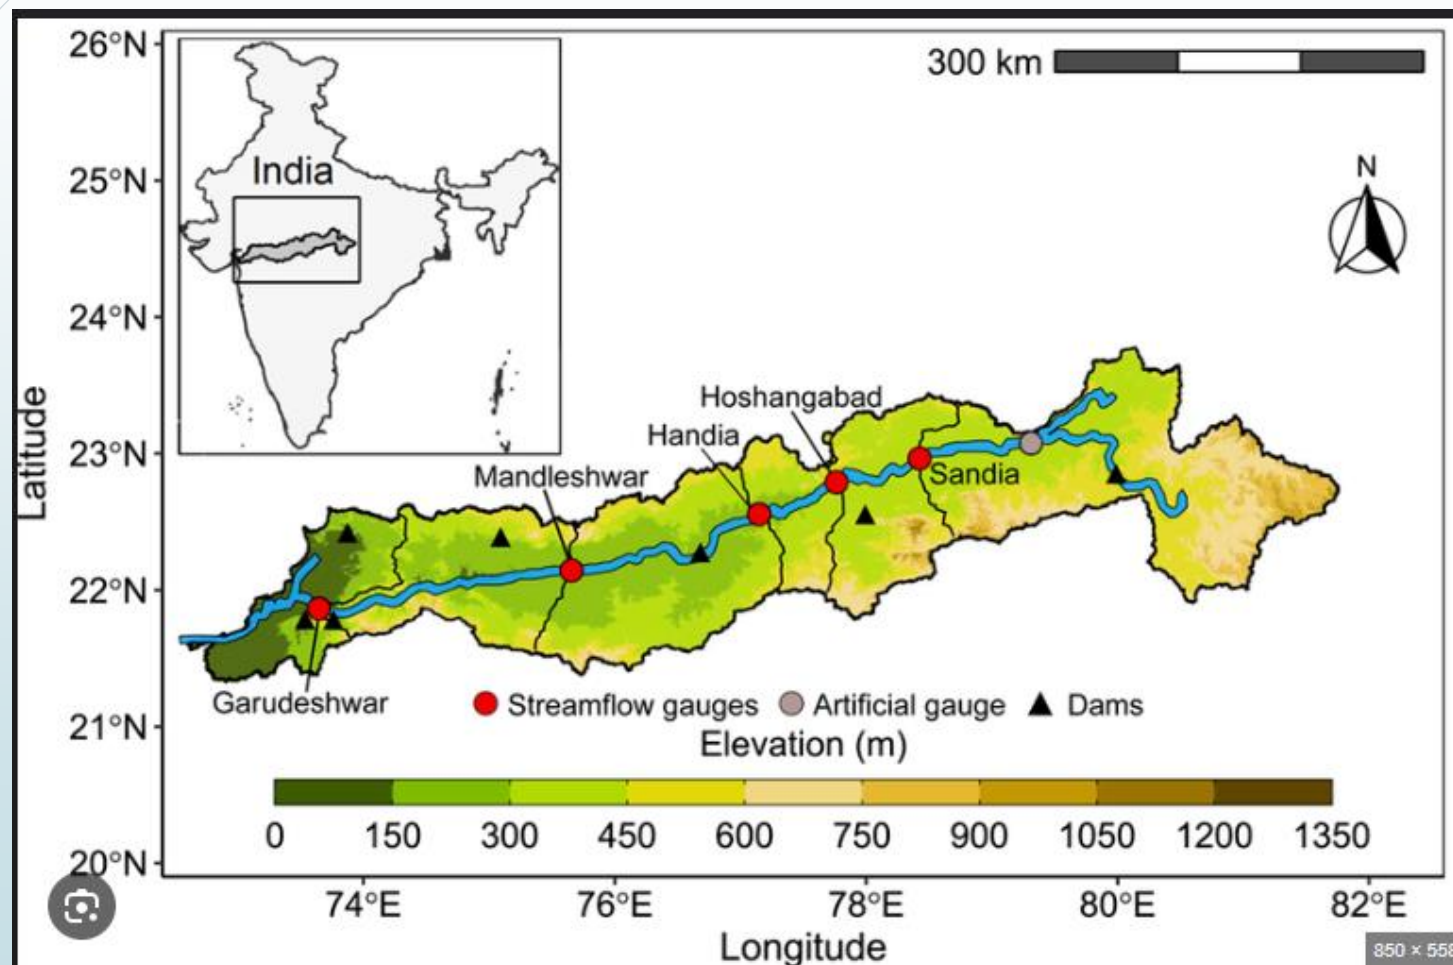 26°N
300 km
25°N
India
N
24°N
Latitude
Hoshangabad
Handia
23°N
Mandleshwar
Sandia
22°N
Garudeshwar
Streamflow gauges
Artificial gauge
Dams
21°N
Elevation (m)
0 150 300 450 600 750 900 1050 1200 1350
20°N
74°E 76°E 78°E 80°E 82°E
Longitude